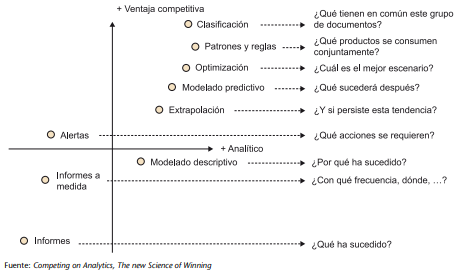 + Ventaja competitiva
Clasificación
¿Qué tienen en común este grupo
de documentos?
Patrones y reglas
¿Qué productos se consumen
conjuntamente?
Optimización
¿Cuál es el mejor escenario?
Modelado predictivo
¿Qué sucederá después?
Extrapolación
¿Y si persiste esta tendencia?
Alertas
¿Qué acciones se requieren?
+ Analítico
Modelado descriptivo
¿Por qué ha sucedido?
Informes a
medida
¿Con qué frecuencia, dónde, …?
Informes
¿Qué ha sucedido?
Fuente: Competing on Analytics, The new Science of Winning